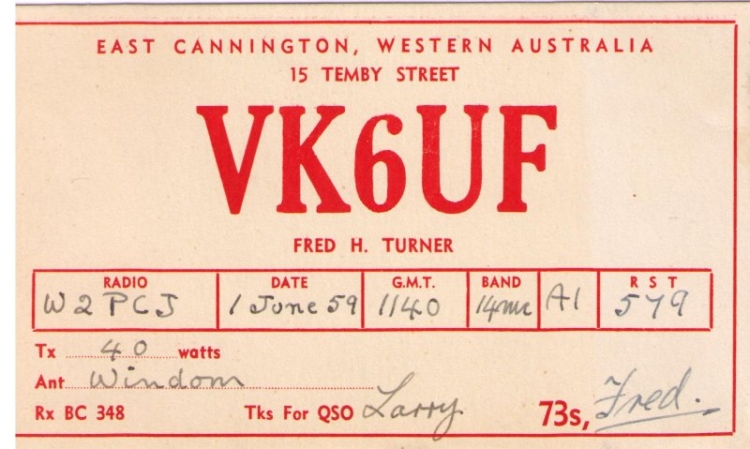 EAST CANNINGTON, WESTERN AUSTRALIA
15 TEMBY STREET
VK6UF
FRED H. TURNER
RADIO DATE G.M.T. BAND R S T
W2PCJ 1 June 59 1140 14mc A1 579
Tx 40 watts
Ant Windom
Rx BC 348 Tks For QSO Larry 73s, Fred.